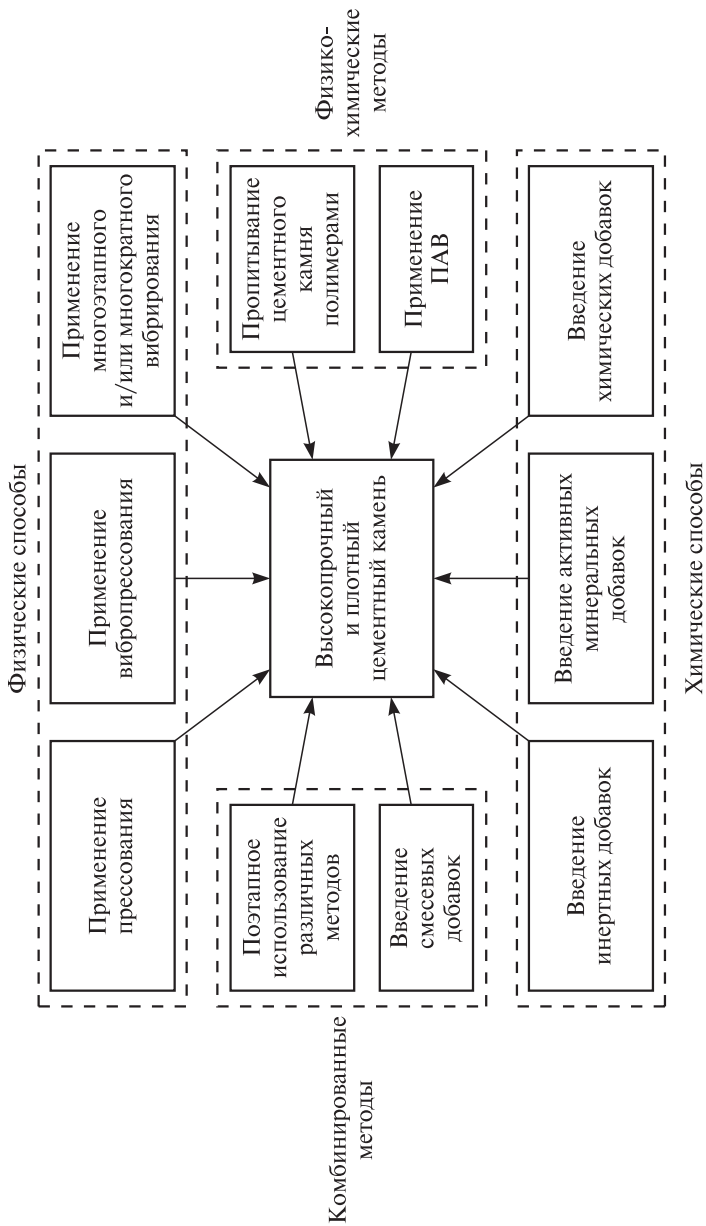 Физические способы
Применение
прессования
Применение
вибропрессования
Применение
многоэтапного
и/или многократного
вибрирования
Комбинированные
методы
Поэтапное
использование
различных
методов
Введение
смесевых
добавок
Высокопрочный
и плотный
цементный камень
Пропитывание
цементного
камня
полимерами
Применение
ПАВ
Физико-
химические
методы
Введение
инертных добавок
Введение активных
минеральных
добавок
Введение
химических добавок
Химические способы